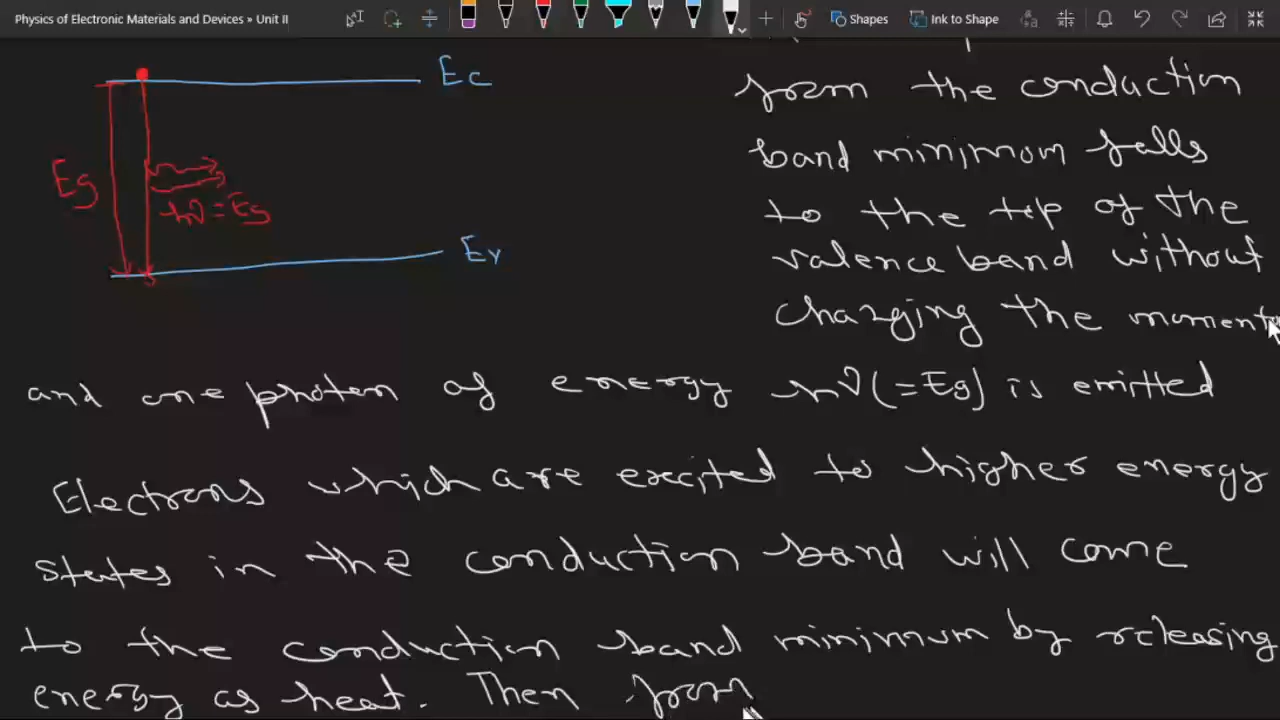 Physics of Electronic Materials and Devices » Unit II
Shapes
Ink to Shape
Ec
Eg
hν = Eg
Ev
from the conduction
band minimum falls
to the top of the
valence band without
changing the moment
and one photon of energy hν(=Eg) is emitted
Electrons which are excited to higher energy
states in the conduction band will come
to the conduction band minimum by releasing
energy as heat. Then from